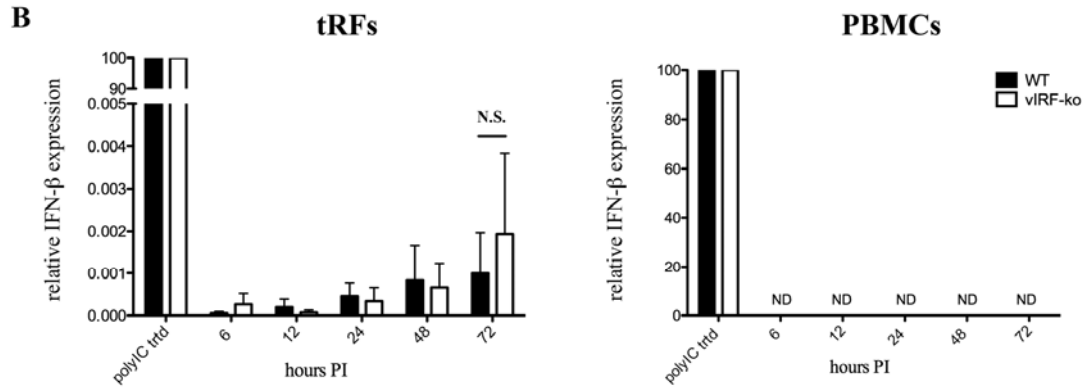 B
tRFs
relative IFN-β expression
100
90
0.005
0.004
0.003
0.002
0.001
0.000
N.S.
polyIC trtd
6
12
24
48
72
hours PI
PBMCs
relative IFN-β expression
100
80
60
40
20
0
WT
vIRF-ko
ND ND ND ND ND
polyIC trtd
6
12
24
48
72
hours PI